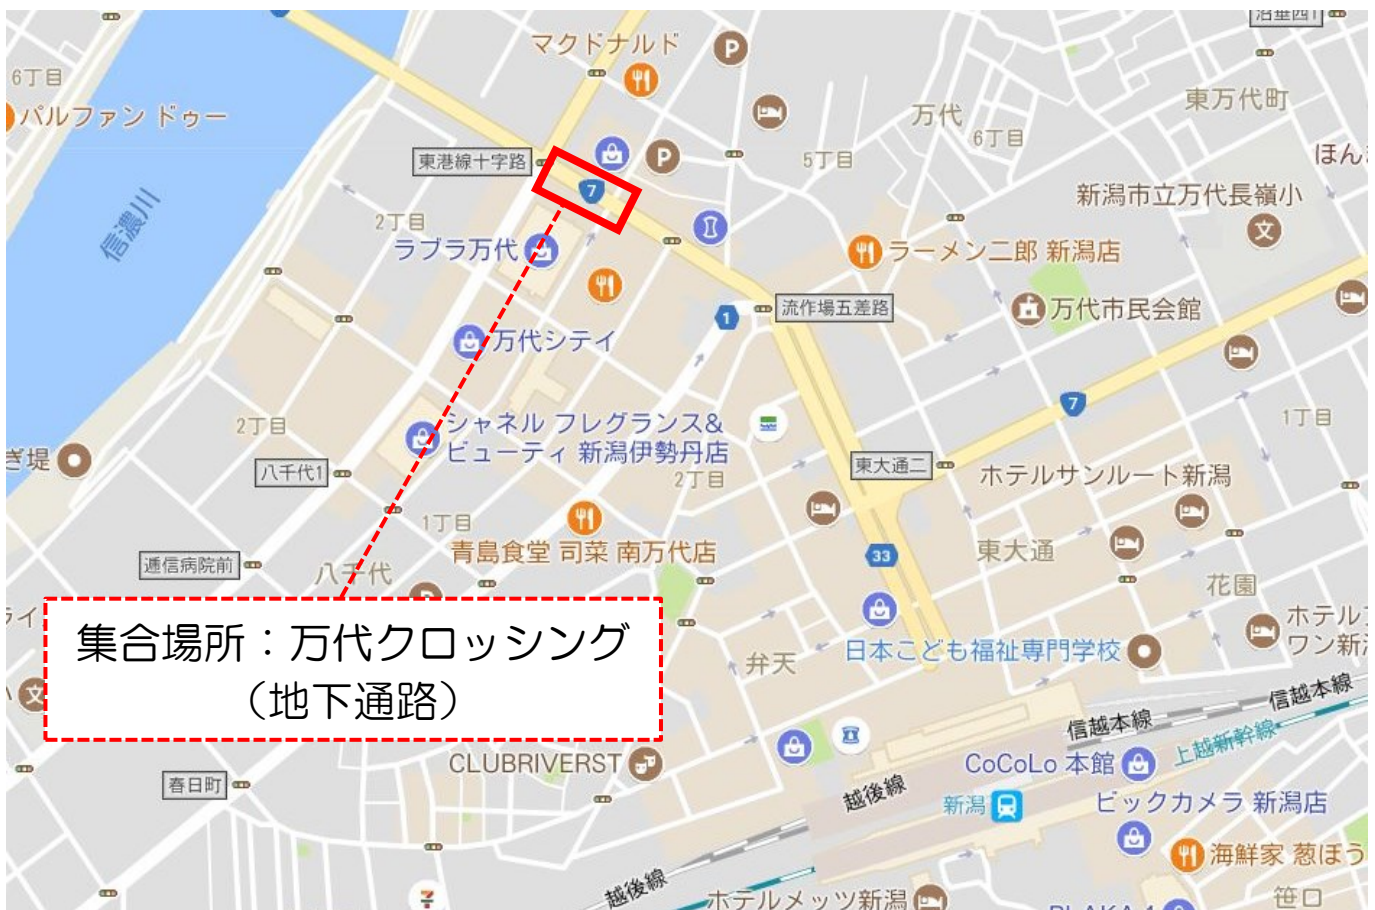 沼垂四1
マクドナルド
6丁目
パルファン ドゥー
東万代町
万代
6丁目
東港線十字路
5丁目
7
新潟市立万代長嶺小
信濃川
2丁目
ラブラ万代
ラーメン二郎 新潟店
流作場五差路
1
万代市民会館
万代シテイ
7
シャネル フレグランス&
ビューティ 新潟伊勢丹店
2丁目
1丁目
八千代1
2丁目
東大通二
ホテルサンルート新潟
1丁目
青島食堂 司菜 南万代店
33
東大通
逓信病院前
八千代
花園
集合場所：万代クロッシング
（地下通路）
日本こども福祉専門学校
弁天
信越本線
信越本線
上越新幹線
CLUBRIVERST
CoCoLo 本館
春日町
越後線
新潟
ビックカメラ 新潟店
海鮮家 葱ぼう
越後線
ホテルメッツ新潟
笹口